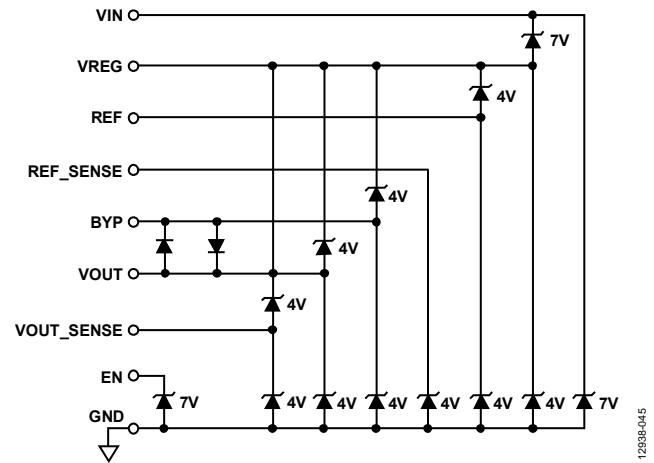 VIN
7V
VREG
4V
REF
REF_SENSE
4V
BYP
4V
VOUT
4V
VOUT_SENSE
EN
7V 4V 4V 4V 4V 4V 4V 7V
GND
12938-045